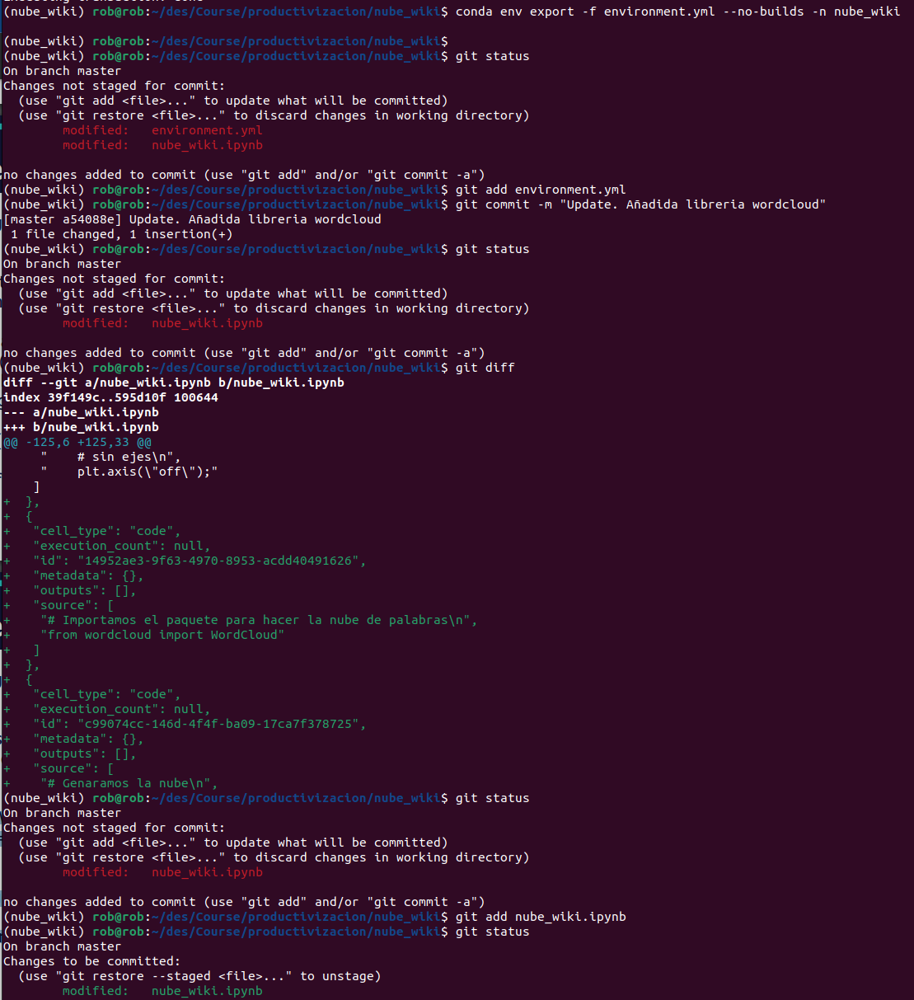 (nube_wiki) rob@rob:~/des/Course/productivizacion/nube_wiki$ conda env export -f environment.yml --no-builds -n nube_wiki
(nube_wiki) rob@rob:~/des/Course/productivizacion/nube_wiki$
(nube_wiki) rob@rob:~/des/Course/productivizacion/nube_wiki$ git status
On branch master
Changes not staged for commit:
  (use "git add <file>..." to update what will be committed)
  (use "git restore <file>..." to discard changes in working directory)
        modified:   environment.yml
        modified:   nube_wiki.ipynb
no changes added to commit (use "git add" and/or "git commit -a")
(nube_wiki) rob@rob:~/des/Course/productivizacion/nube_wiki$ git add environment.yml
(nube_wiki) rob@rob:~/des/Course/productivizacion/nube_wiki$ git commit -m "Update. Añadida libreria wordcloud"
[master a54088e] Update. Añadida libreria wordcloud
 1 file changed, 1 insertion(+)
(nube_wiki) rob@rob:~/des/Course/productivizacion/nube_wiki$ git status
On branch master
Changes not staged for commit:
  (use "git add <file>..." to update what will be committed)
  (use "git restore <file>..." to discard changes in working directory)
        modified:   nube_wiki.ipynb
no changes added to commit (use "git add" and/or "git commit -a")
(nube_wiki) rob@rob:~/des/Course/productivizacion/nube_wiki$ git diff
diff --git a/nube_wiki.ipynb b/nube_wiki.ipynb
index 39f149c..595d10f 100644
--- a/nube_wiki.ipynb
+++ b/nube_wiki.ipynb
@@ -125,6 +125,33 @@
     "    # sin ejes\n",
     "    plt.axis(\"off\");"
    ]
+  },
+  {
+   "cell_type": "code",
+   "execution_count": null,
+   "id": "14952ae3-9f63-4970-8953-acdd40491626",
+   "metadata": {},
+   "outputs": [],
+   "source": [
+    "# Importamos el paquete para hacer la nube de palabras\n",
+    "from wordcloud import WordCloud"
+   ]
+  },
+  {
+   "cell_type": "code",
+   "execution_count": null,
+   "id": "c99074cc-146d-4f4f-ba09-17ca7f378725",
+   "metadata": {},
+   "outputs": [],
+   "source": [
+    "# Genaramos la nube\n",
(nube_wiki) rob@rob:~/des/Course/productivizacion/nube_wiki$ git status
On branch master
Changes not staged for commit:
  (use "git add <file>..." to update what will be committed)
  (use "git restore <file>..." to discard changes in working directory)
        modified:   nube_wiki.ipynb
no changes added to commit (use "git add" and/or "git commit -a")
(nube_wiki) rob@rob:~/des/Course/productivizacion/nube_wiki$ git add nube_wiki.ipynb
(nube_wiki) rob@rob:~/des/Course/productivizacion/nube_wiki$ git status
On branch master
Changes to be committed:
  (use "git restore --staged <file>..." to unstage)
        modified:   nube_wiki.ipynb